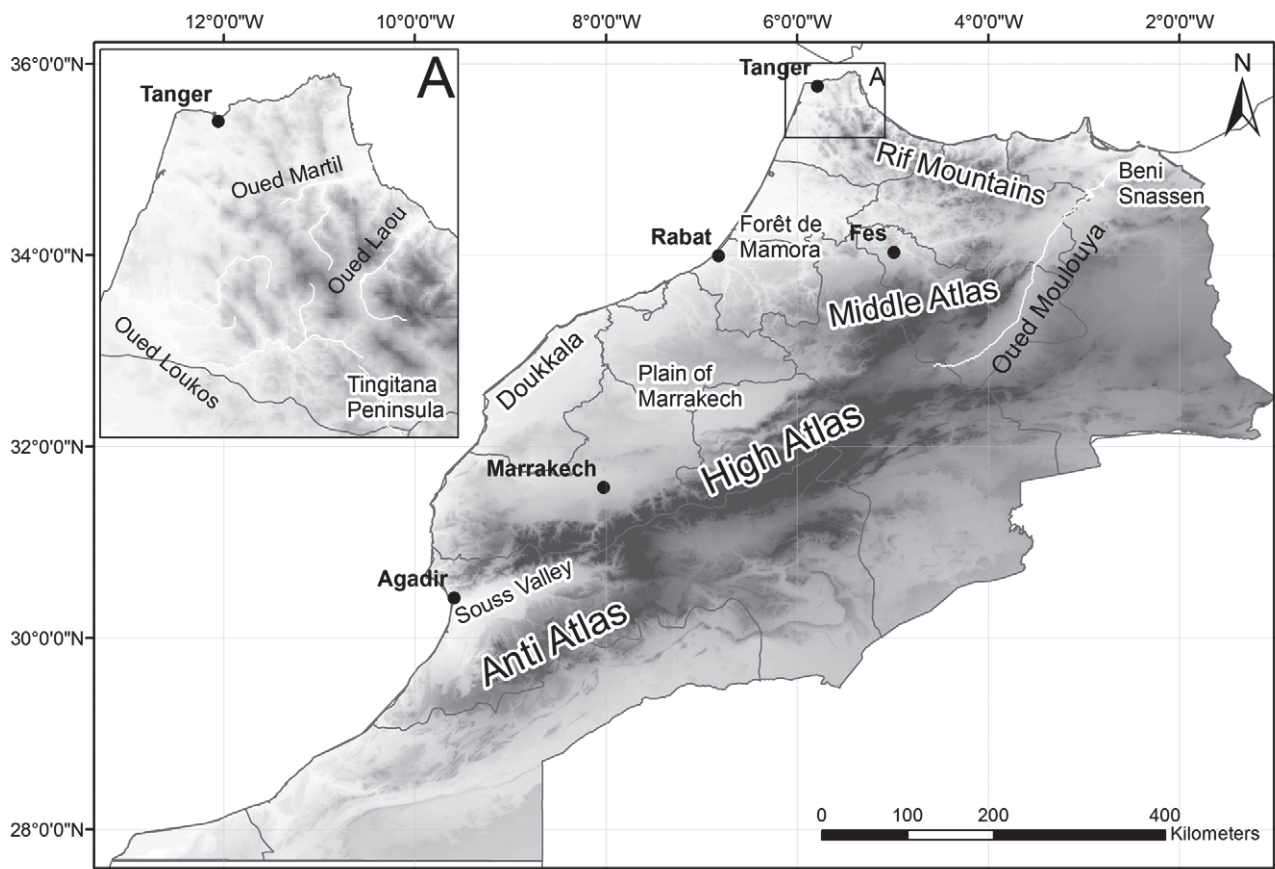 12°0'0"W
10°0'0"W
8°0'0"W
6°0'0"W
4°0'0"W
2°0'0"W
36°0'0"N
34°0'0"N
32°0'0"N
30°0'0"N
28°0'0"N
A
Tanger
Oued Martil
Oued Laou
Oued Loukos
Tingitana
Peninsula
Tanger
A
N
Rif Mountains
Beni
Snassen
Rabat
Forêt de
Mamora
Fes
Middle Atlas
Oued Moulouya
Doukkala
Plain of
Marrakech
High Atlas
Marrakech
Agadir
Souss Valley
Anti Atlas
0 100 200 400
Kilometers